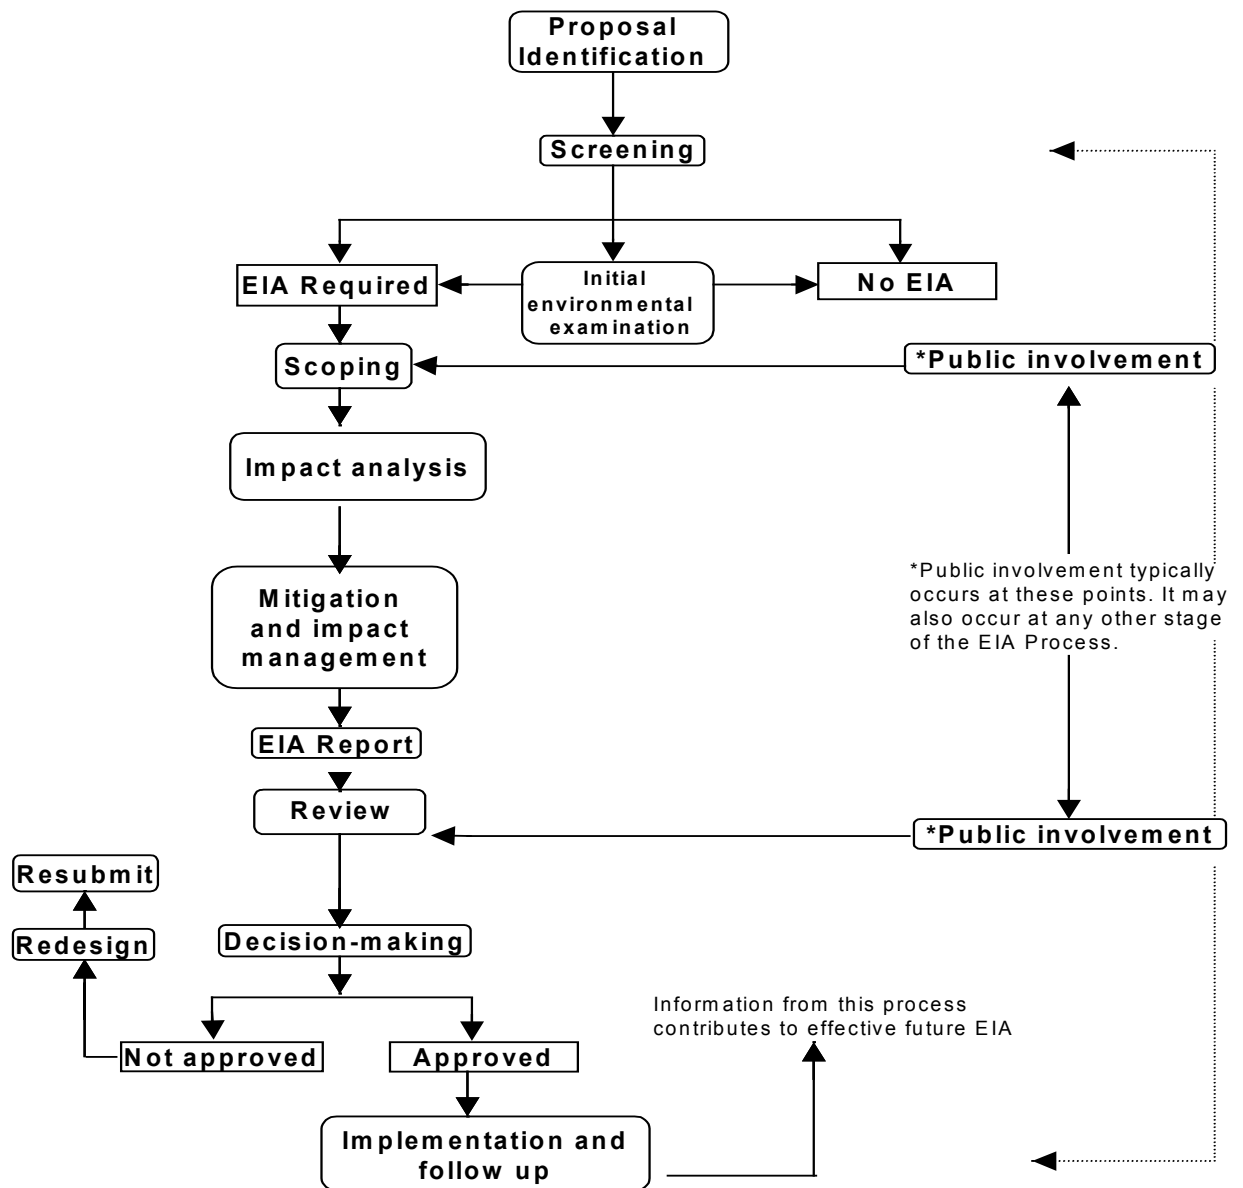 Proposal
Identification
Screening
EIA Required
Initial
environmental
examination
No EIA
Scoping
*Public involvement
Impact analysis
*Public involvement typically
occurs at these points. It may
also occur at any other stage
of the EIA Process.
Mitigation
and impact
management
EIA Report
Review
*Public involvement
Resubmit
Redesign
Decision-making
Information from this process
contributes to effective future EIA
Not approved
Approved
Implementation and
follow up